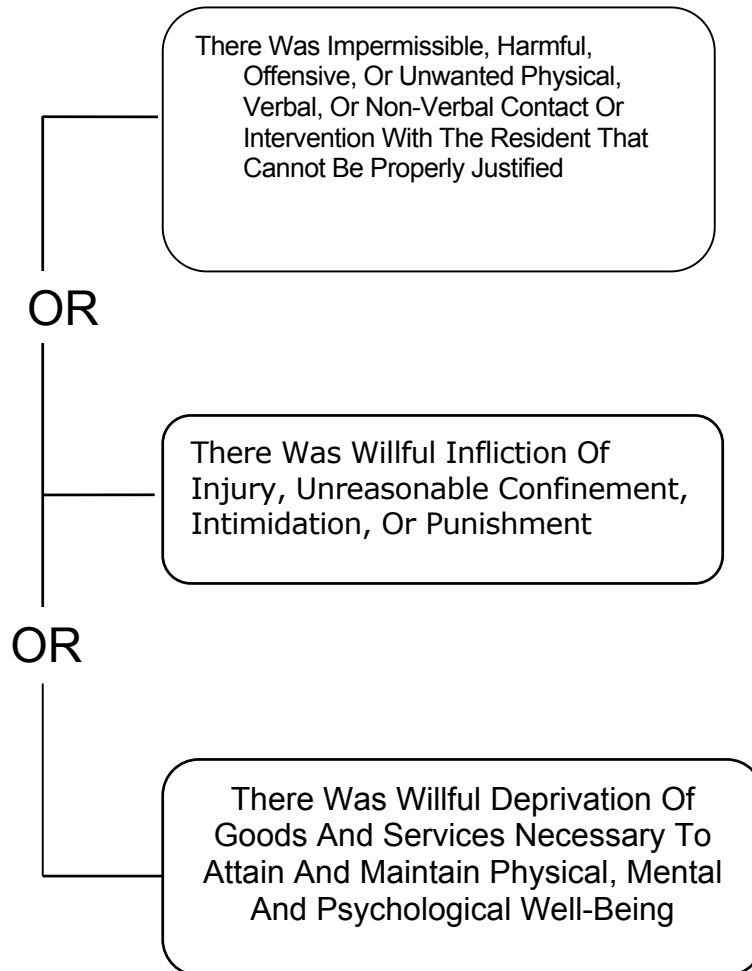 There Was Impermissible, Harmful,
Offensive, Or Unwanted Physical,
Verbal, Or Non-Verbal Contact Or
Intervention With The Resident That
Cannot Be Properly Justified
OR
There Was Willful Infliction Of
Injury, Unreasonable Confinement,
Intimidation, Or Punishment
OR
There Was Willful Deprivation Of
Goods And Services Necessary To
Attain And Maintain Physical, Mental
And Psychological Well-Being